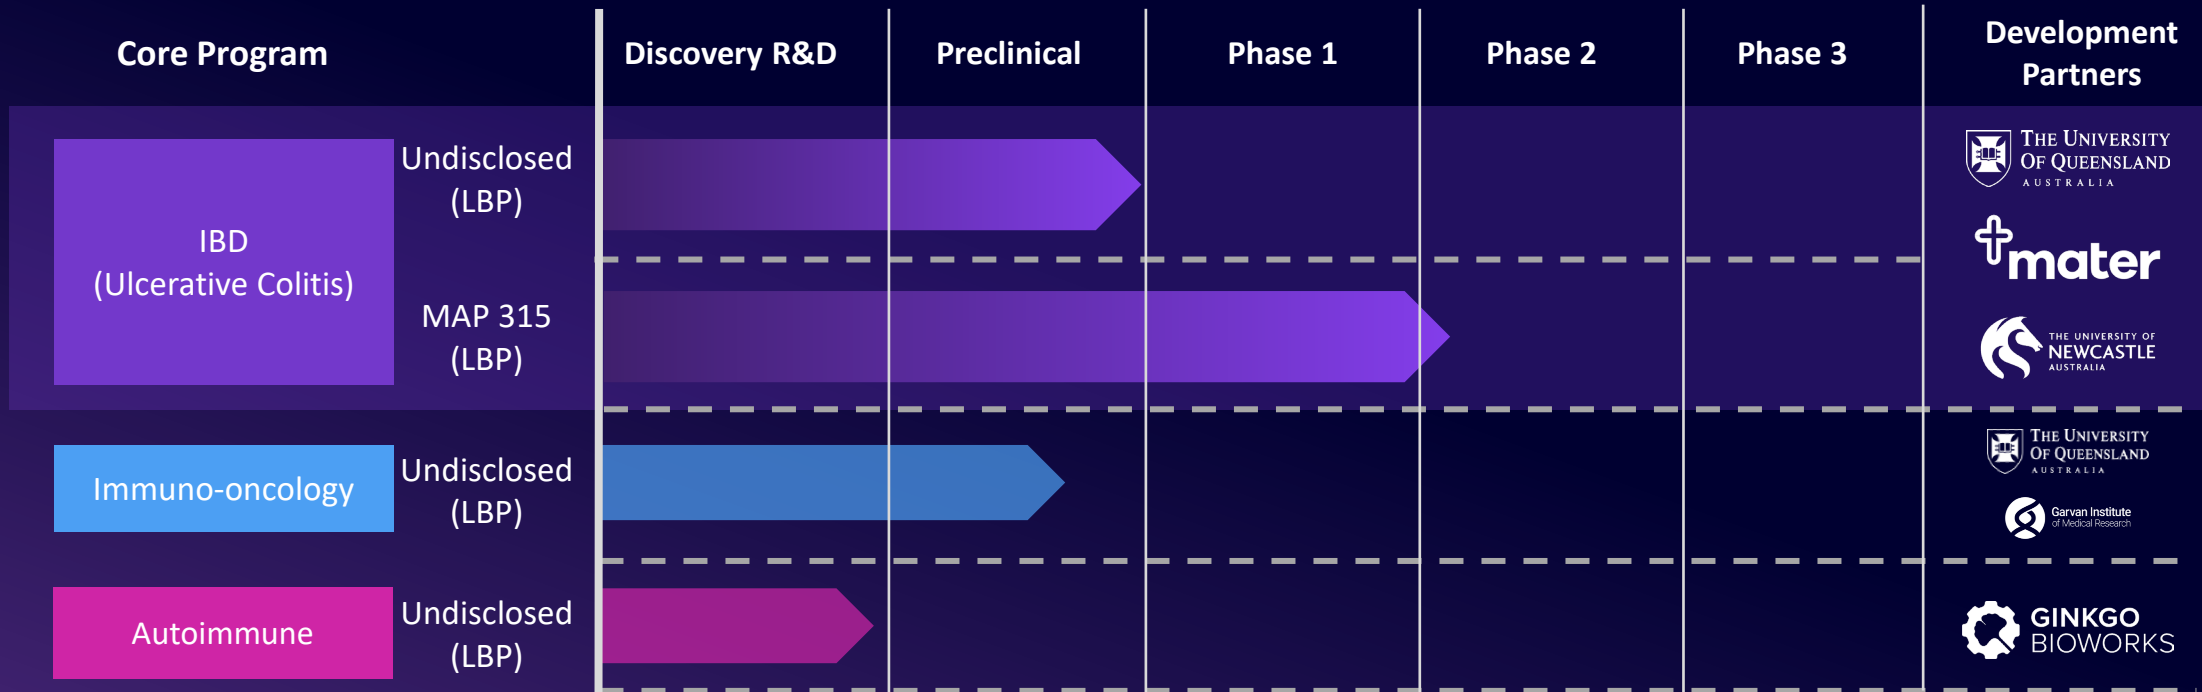 Core Program
Discovery R&D
Preclinical
Phase 1
Phase 2
Phase 3
Development
Partners
IBD
(Ulcerative Colitis)
Undisclosed
(LBP)
MAP 315
(LBP)
THE UNIVERSITY
OF QUEENSLAND
AUSTRALIA
mater
THE UNIVERSITY OF
NEWCASTLE
AUSTRALIA
Immuno-oncology
Undisclosed
(LBP)
THE UNIVERSITY
OF QUEENSLAND
AUSTRALIA
Garvan Institute
of Medical Research
Autoimmune
Undisclosed
(LBP)
GINKGO
BIOWORKS